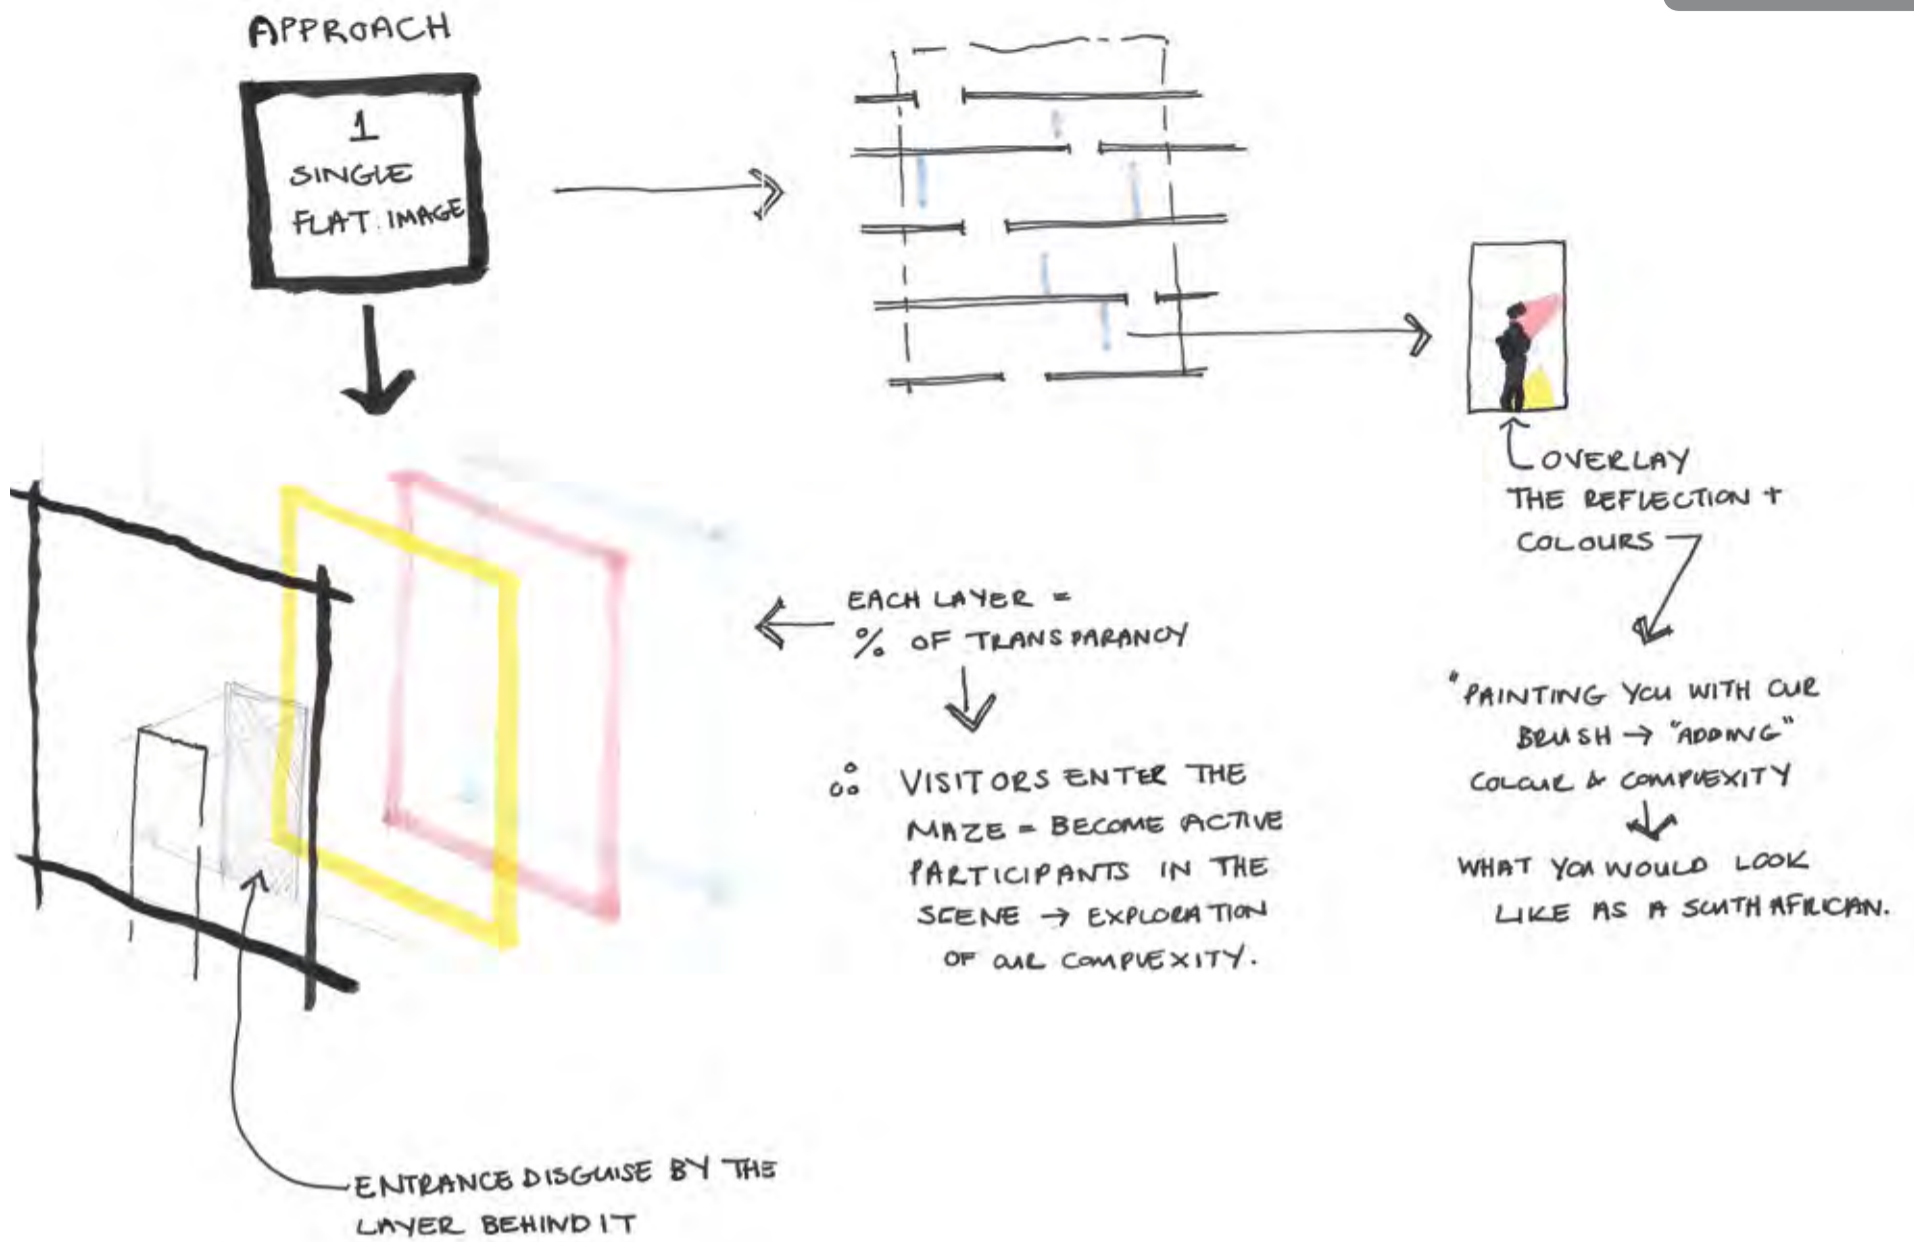 APPROACH
1
SINGLE
FLAT. IMAGE
OVERLAY
THE REFLECTION +
COLOURS
EACH LAYER =
% OF TRANSPARANCY
∴ VISITORS ENTER THE
MAZE = BECOME ACTIVE
PARTICIPANTS IN THE
SCENE → EXPLORATION
OF OUR COMPLEXITY.
"PAINTING YOU WITH OUR
BRUSH → "ADDING"
COLOUR & COMPLEXITY
WHAT YOU WOULD LOOK
LIKE AS A SOUTH AFRICAN.
ENTRANCE DISGUISE BY THE
LAYER BEHIND IT